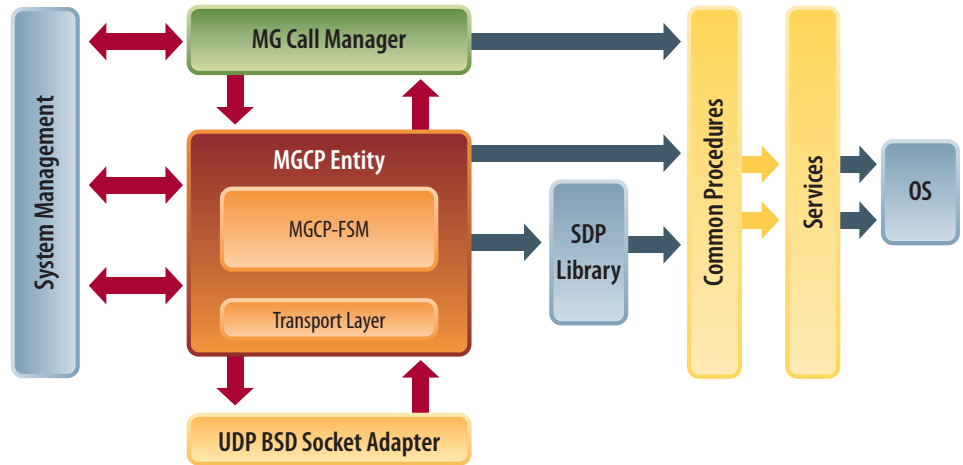 System Management
MG Call Manager
MGCP Entity
MGCP-FSM
Transport Layer
UDP BSD Socket Adapter
SDP
Library
Common Procedures
Services
OS